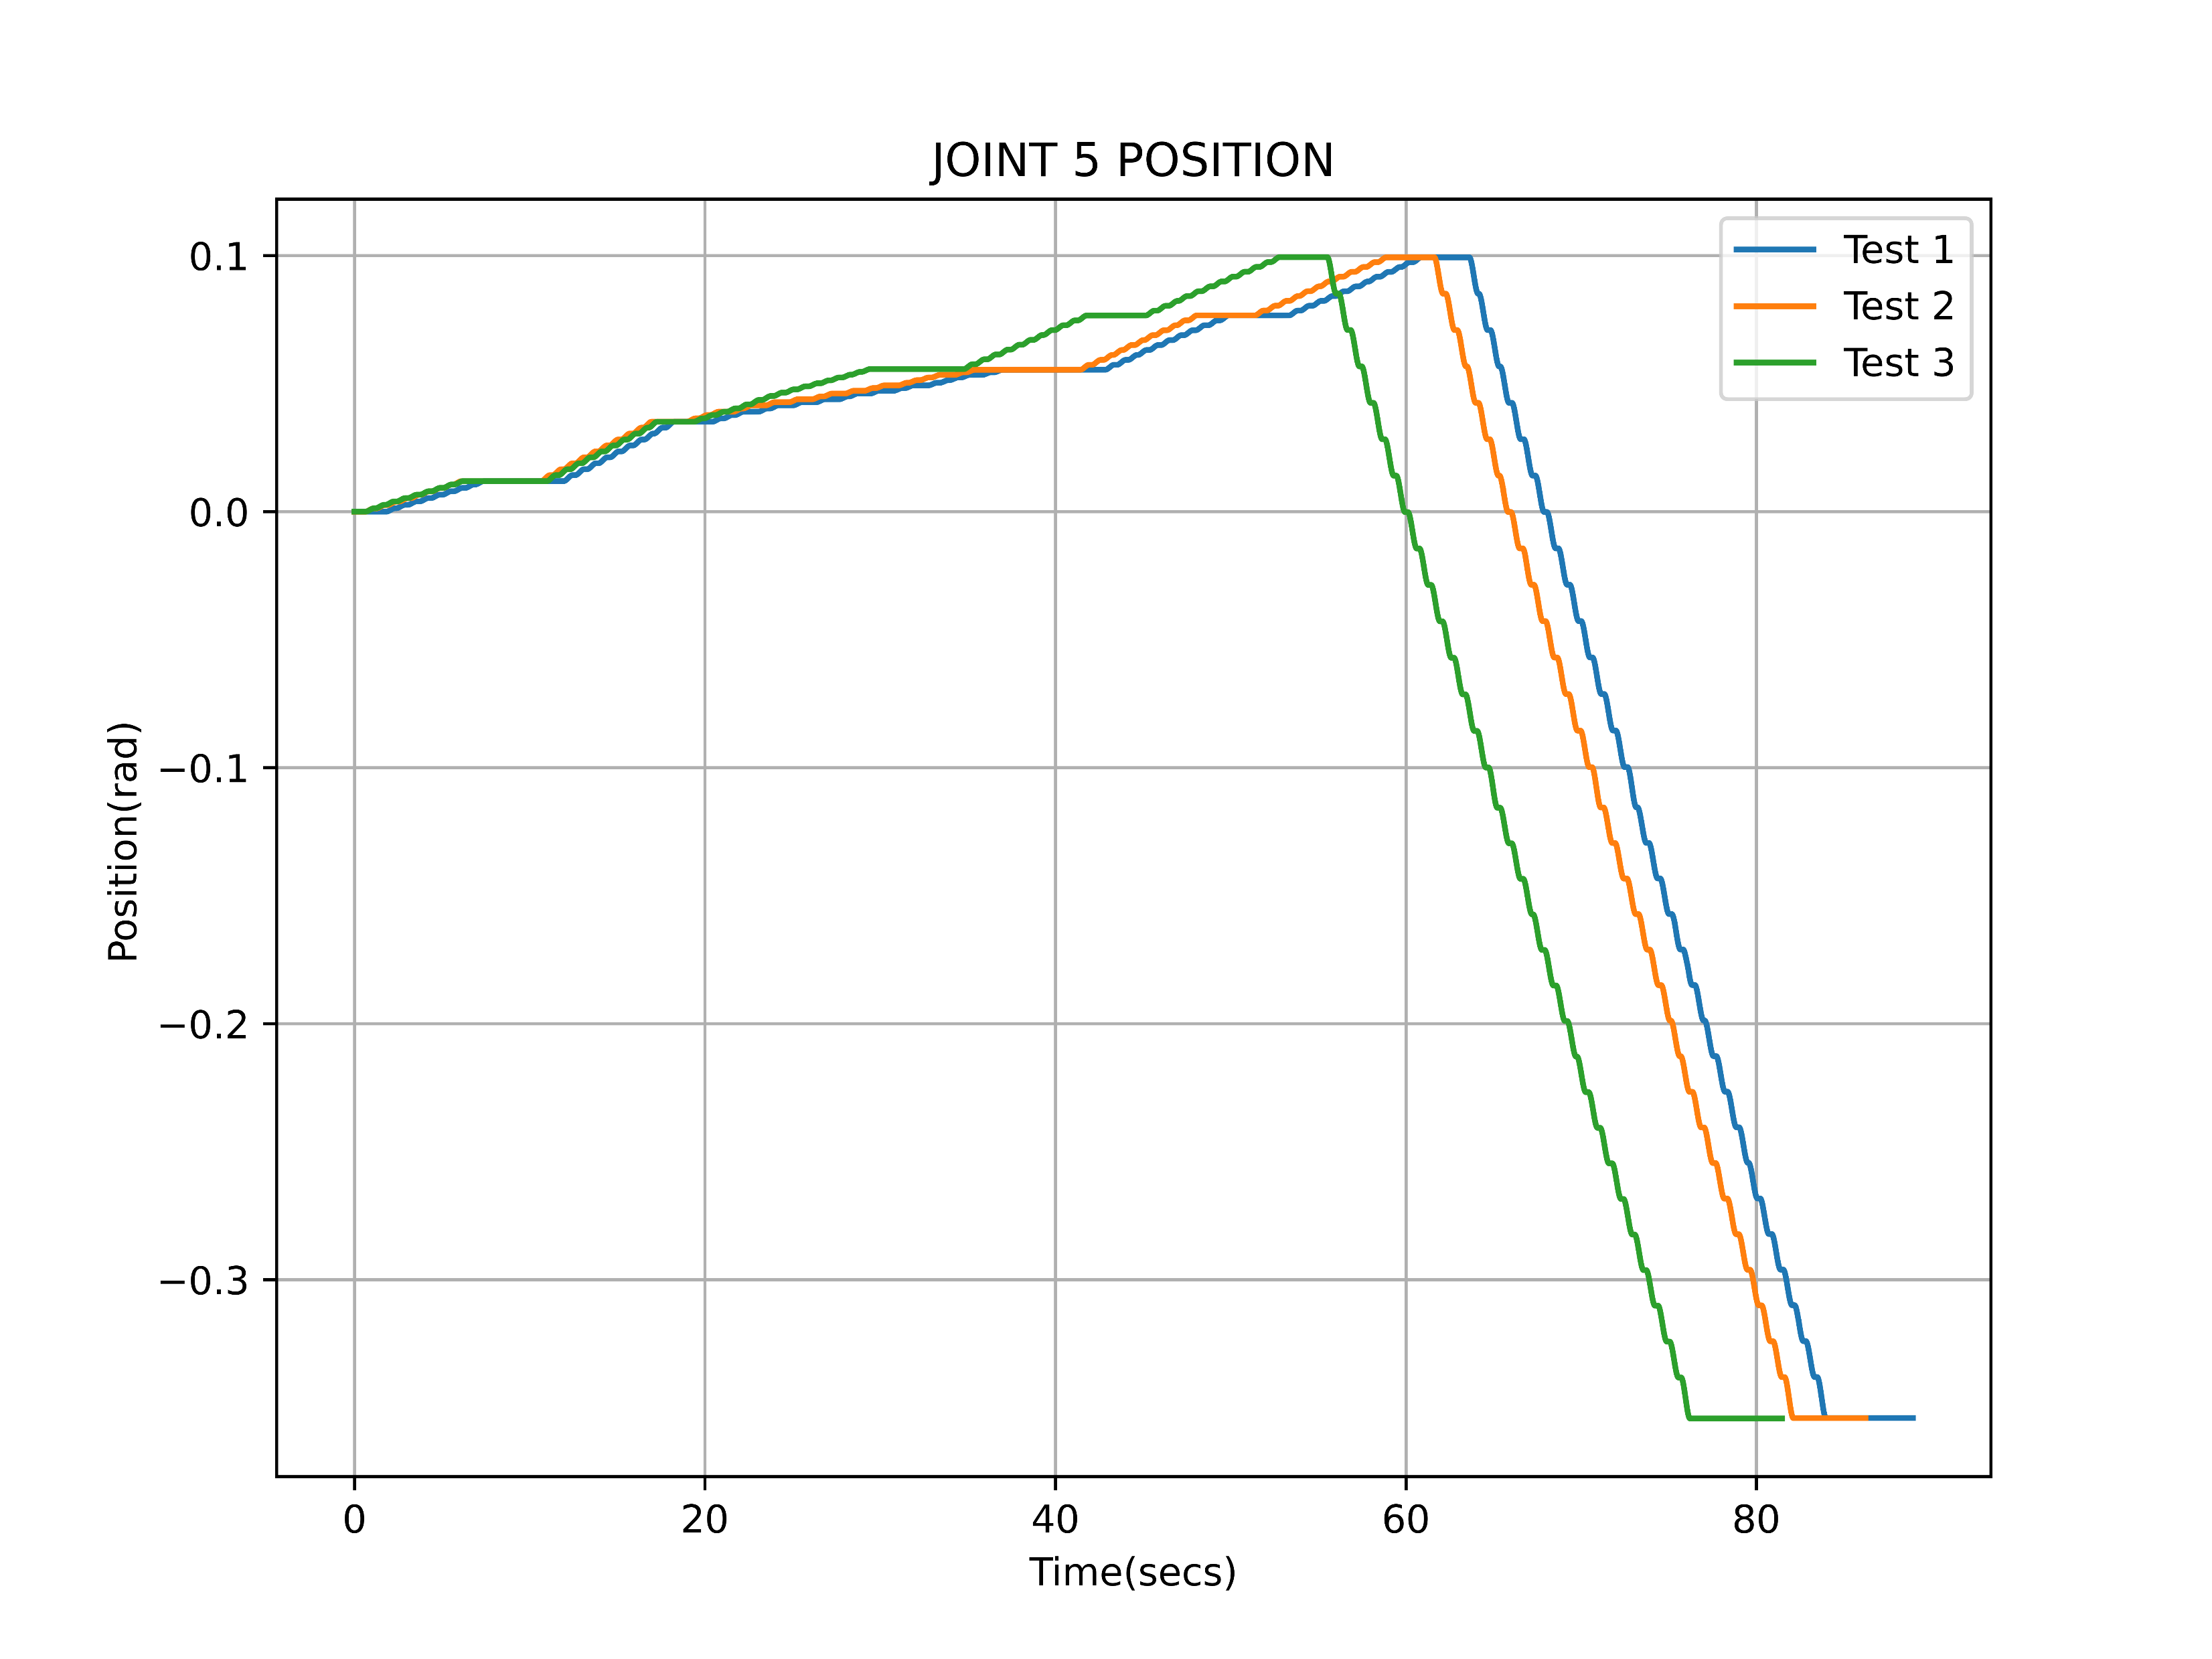 JOINT 5 POSITION
Test 1
Test 2
Test 3
0.1
0.0
−0.1
−0.2
−0.3
Position(rad)
0 20 40 60 80
Time(secs)